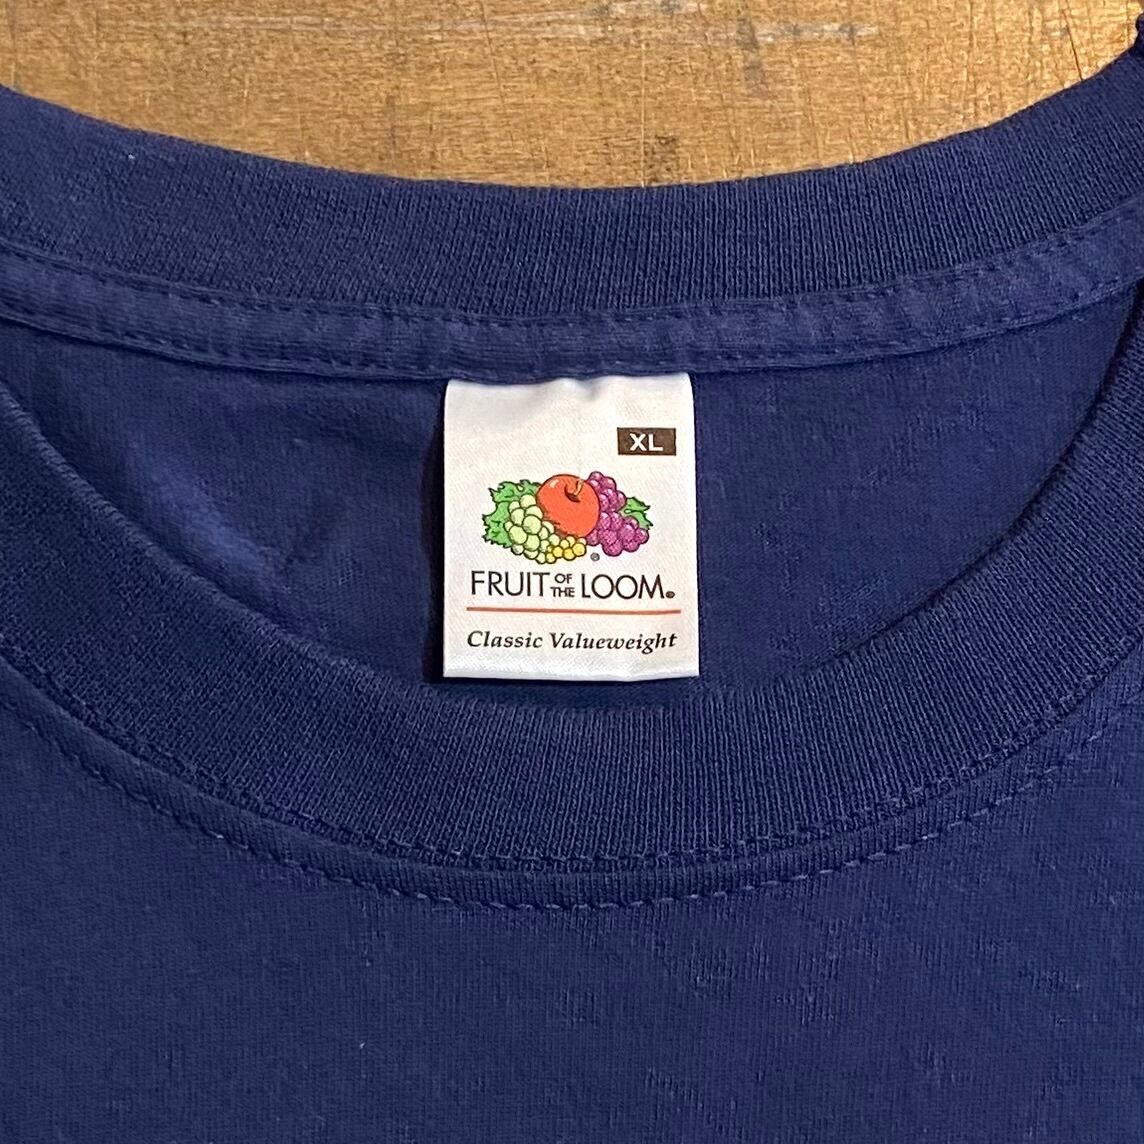 XL
FRUIT OF THE LOOM®
Classic Valueweight